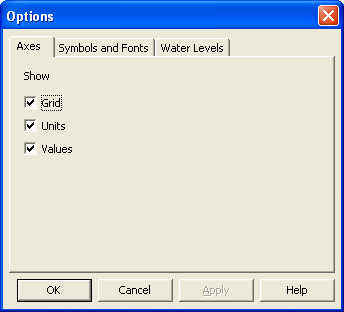 Options
Axes Symbols and Fonts Water Levels
Show
Grid
Units
Values
OK Cancel Apply Help